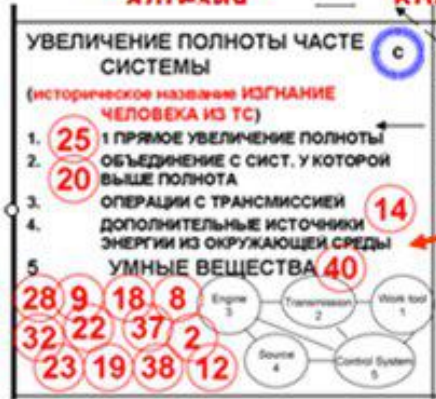 УВЕЛИЧЕНИЕ ПОЛНОТЫ ЧАСТЕ
с
СИСТЕМЫ
(историческое название ИЗГНАНИЕ
ЧЕЛОВЕКА ИЗ ТС)
1. 25 1 ПРЯМОЕ УВЕЛИЧЕНИЕ ПОЛНОТЫ
2. ОБЪЕДИНЕНИЕ С СИСТ. У КОТОРОЙ
20 ВЫШЕ ПОЛНОТА
3. ОПЕРАЦИИ С ТРАНСМИССИЕЙ 14
4. ДОПОЛНИТЕЛЬНЫЕ ИСТОЧНИКИ
ЭНЕРГИИ ИЗ ОКРУЖАЮЩЕЙ СРЕДЫ
5 УМНЫЕ ВЕЩЕСТВА 40
28 9 18 8
32 22 37 2
23 19 38 12
Engine
3
Transmission
2
Work tool
1
Source
4
Control System
5